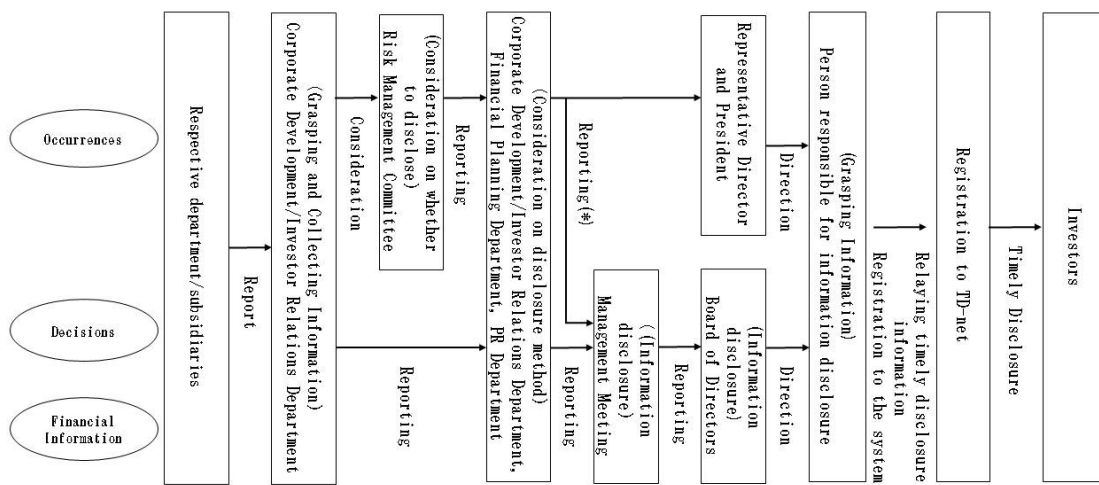 Occurrences
Decisions
Financial
Information
Respective department/subsidiaries
Report
Corporate Development/Investor Relations Department
(Grasping and Collecting Information)
Consideration
Risk Management Committee
(Consideration on whether
to disclose)
Reporting
Reporting
Corporate Development/Investor Relations Department,
Financial Planning Department, PR Department
(Consideration on disclosure method)
Reporting(*)
Reporting
Management Meeting
((Information
disclosure)
Reporting
Representative Director
and President
Board of Directors
(Information
disclosure)
Direction
Direction
Person responsible for information disclosure
(Grasping Information)
Relaying timely disclosure
information
Registration to the system
Registration to TD-net
Timely Disclosure
Investors